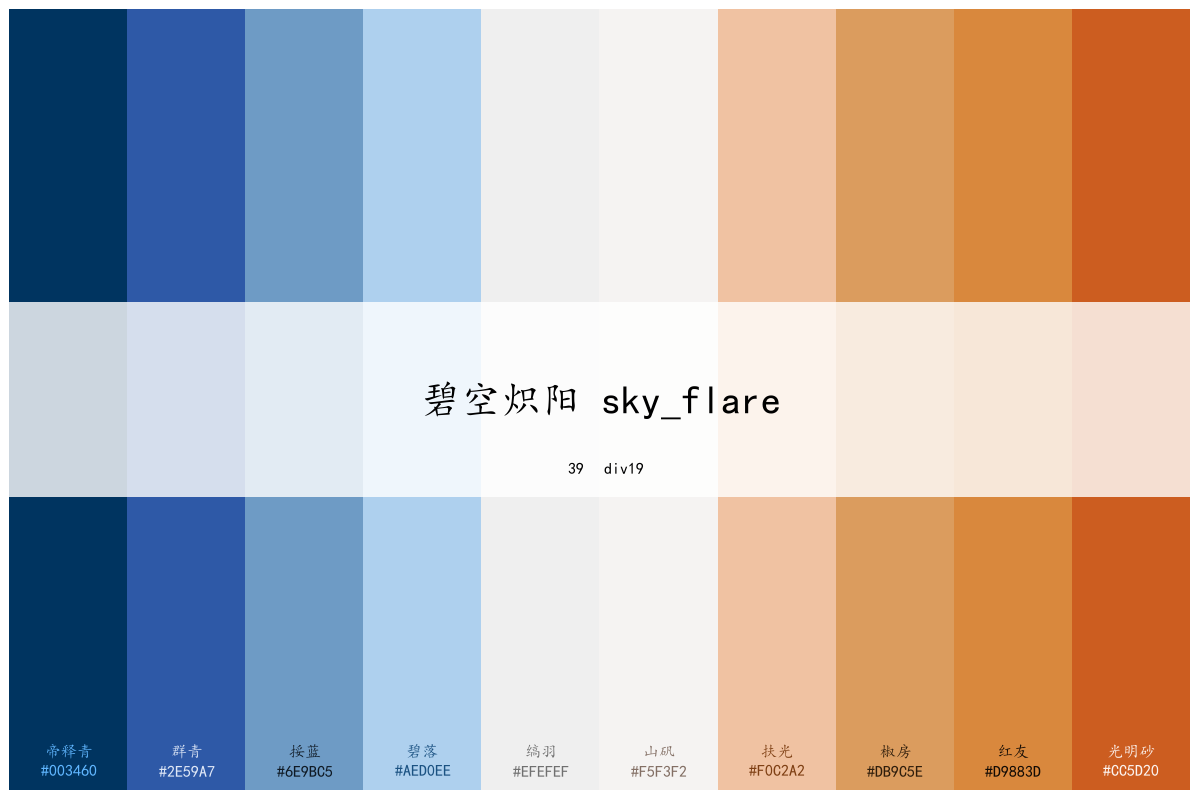 碧空炽阳 sky_flare
39 div19
帝释青 群青 挼蓝 碧落 缟羽 山矾 扶光 椒房 红友 光明砂
#003460 #2E59A7 #6E9BC5 #AED0EE #EFEFEF #F5F3F2 #F0C2A2 #DB9C5E #D9883D #CC5D20